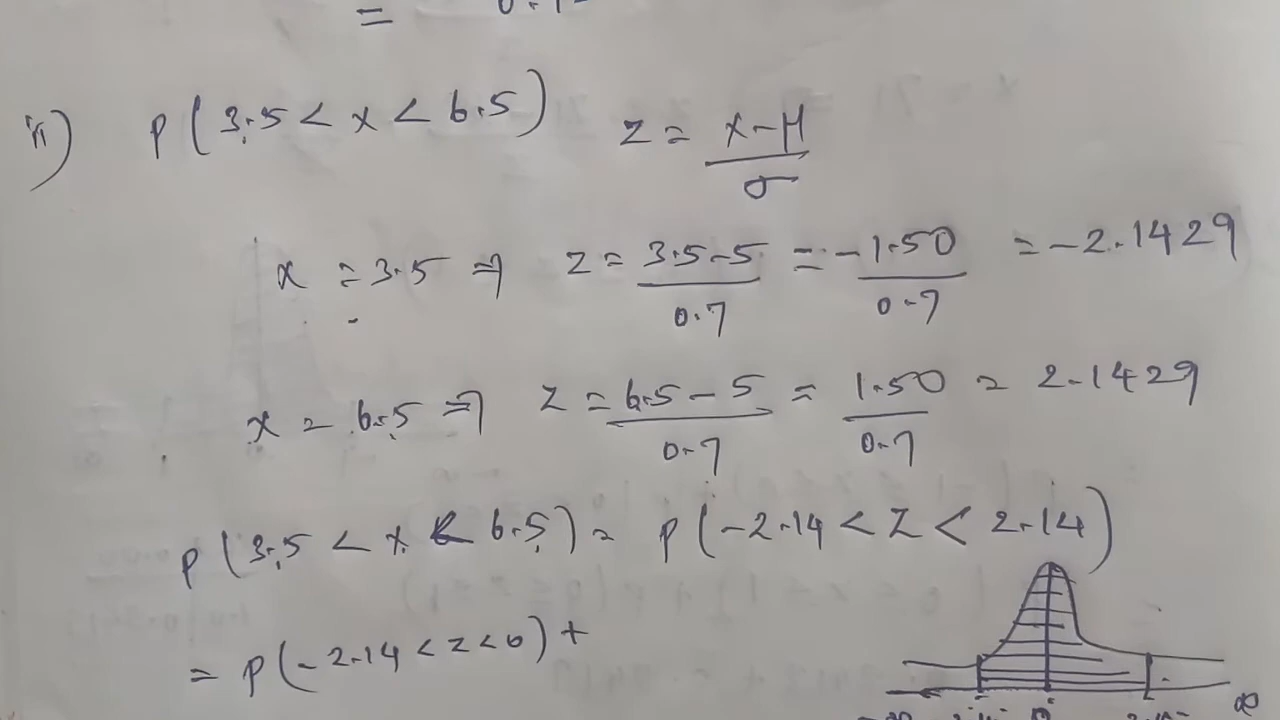 = 0.1
ii) P(3.5 < x < 6.5) z = x-μ/σ
x = 3.5 ⇒ z = 3.5-5/0.7 = -1.50/0.7 = -2.1429
x = 6.5 ⇒ z = 6.5-5/0.7 = 1.50/0.7 = 2.1429
P(3.5 < x < 6.5) = P(-2.14 < Z < 2.14)
= P(-2.14 < z < 0) +
∞